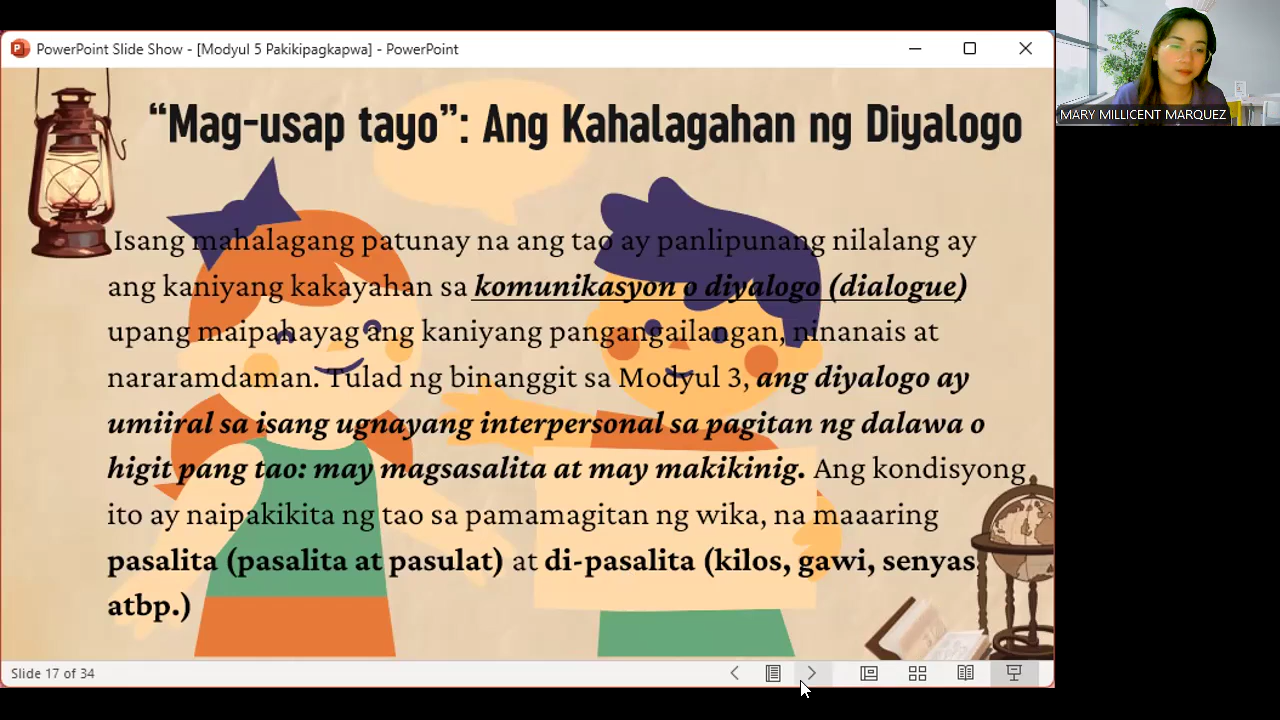 PowerPoint Slide Show - [Modyul 5 Pakikipagkapwa] - PowerPoint
MARY MILLICENT MARQUEZ
“Mag-usap tayo”: Ang Kahalagahan ng Diyalogo
Isang mahalagang patunay na ang tao ay panlipunang nilalang ay
ang kaniyang kakayahan sa komunikasyon o diyalogo (dialogue)
upang maipahayag ang kaniyang pangangailangan, ninanais at
nararamdaman. Tulad ng binanggit sa Modyul 3, ang diyalogo ay
umiiral sa isang ugnayang interpersonal sa pagitan ng dalawa o
higit pang tao: may magsasalita at may makikinig. Ang kondisyong
ito ay naipakikita ng tao sa pamamagitan ng wika, na maaaring
pasalita (pasalita at pasulat) at di-pasalita (kilos, gawi, senyas
atbp.)
Slide 17 of 34